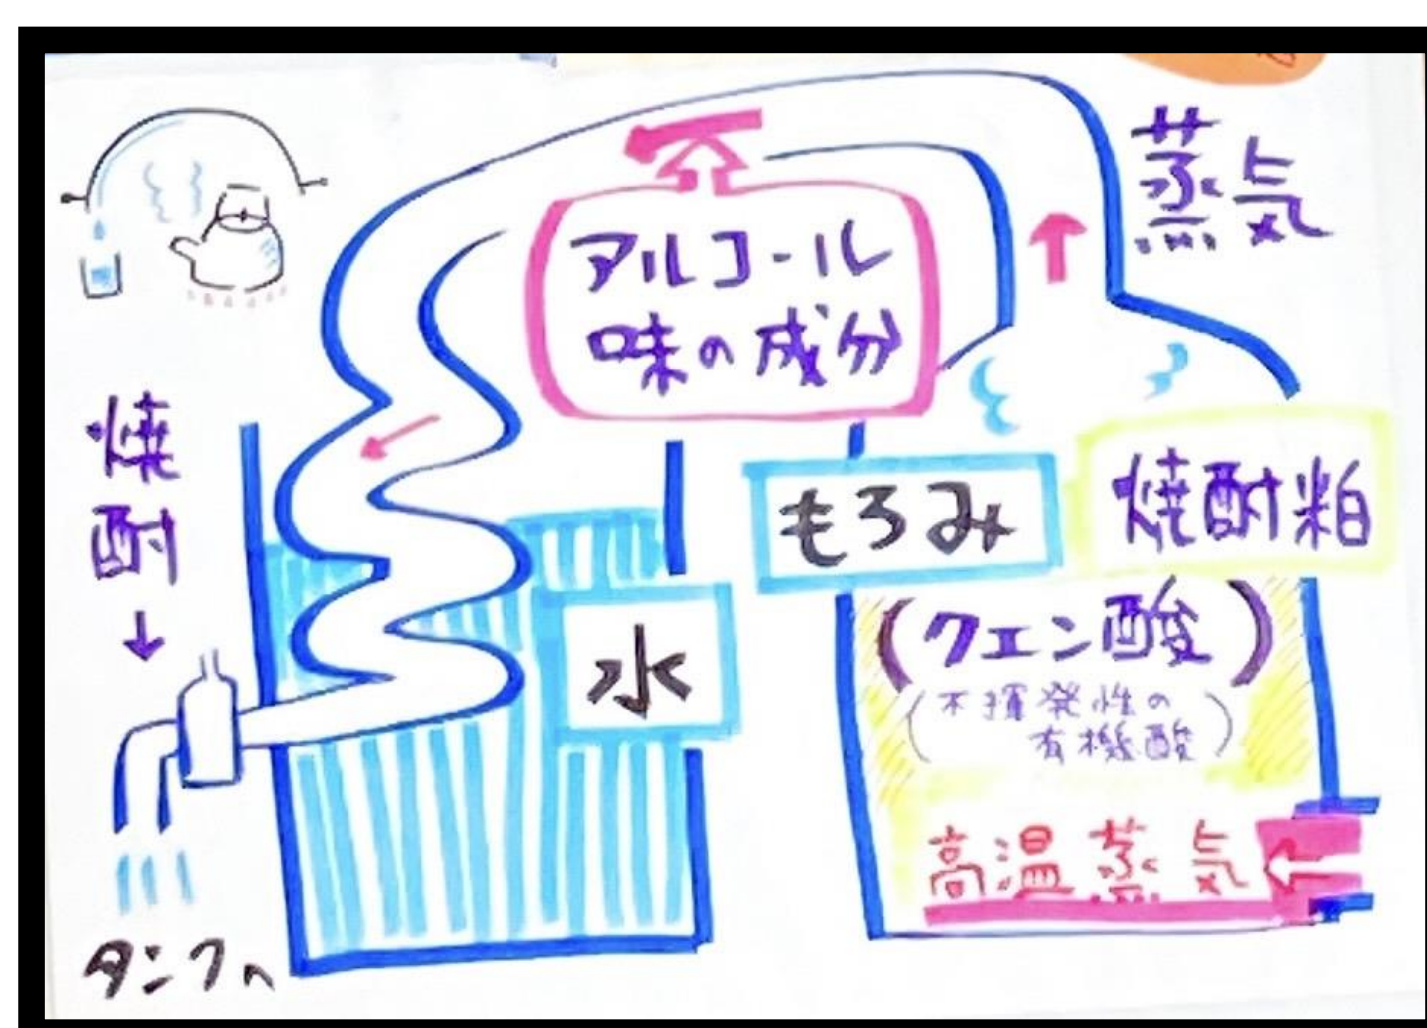 蒸気
アルコール
味の成分
焼酎
↓
もろみ
焼酎粕
(クエン酸)
(不揮発性の
有機酸)
水
高温蒸気
タンクへ